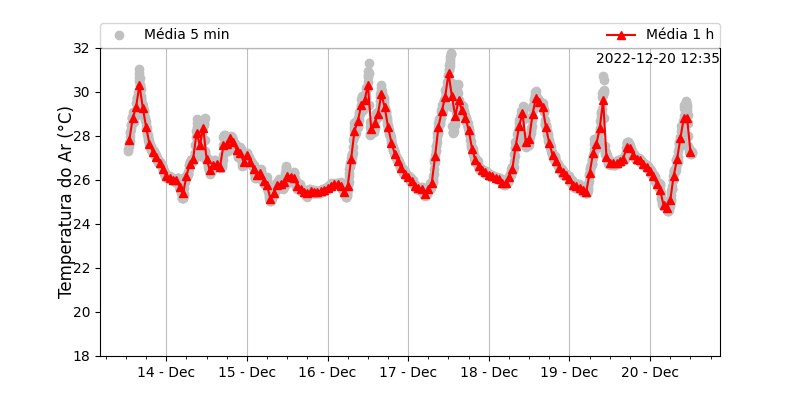 Média 5 min
Média 1 h
2022-12-20 12:35
Temperatura do Ar (°C)
32
30
28
26
24
22
20
18
14 - Dec
15 - Dec
16 - Dec
17 - Dec
18 - Dec
19 - Dec
20 - Dec